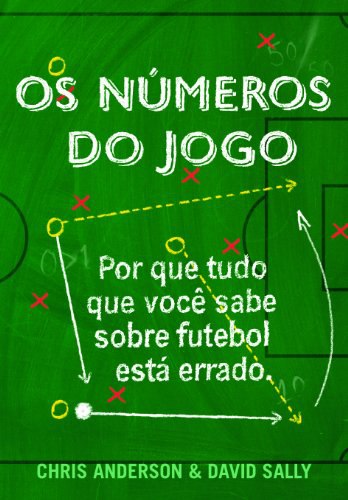 OS NÚMEROS
DO JOGO
Por que tudo
que você sabe
sobre futebol
está errado.
CHRIS ANDERSON & DAVID SALLY